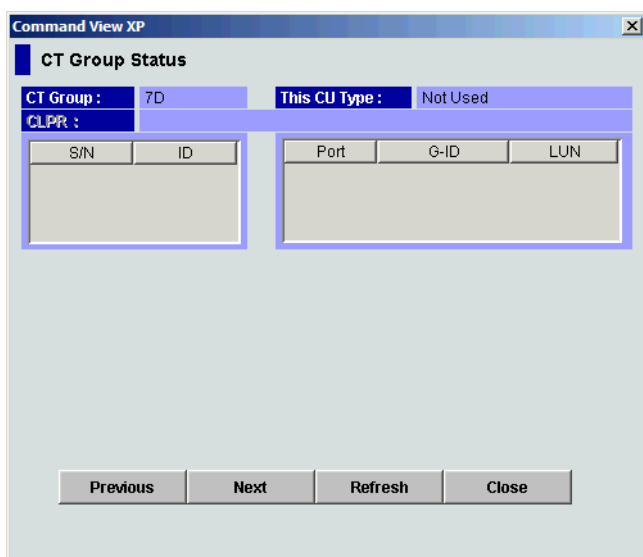 Command View XP
CT Group Status
CT Group : 7D This CU Type : Not Used
CLPR :
S/N ID Port G-ID LUN
Previous Next Refresh Close